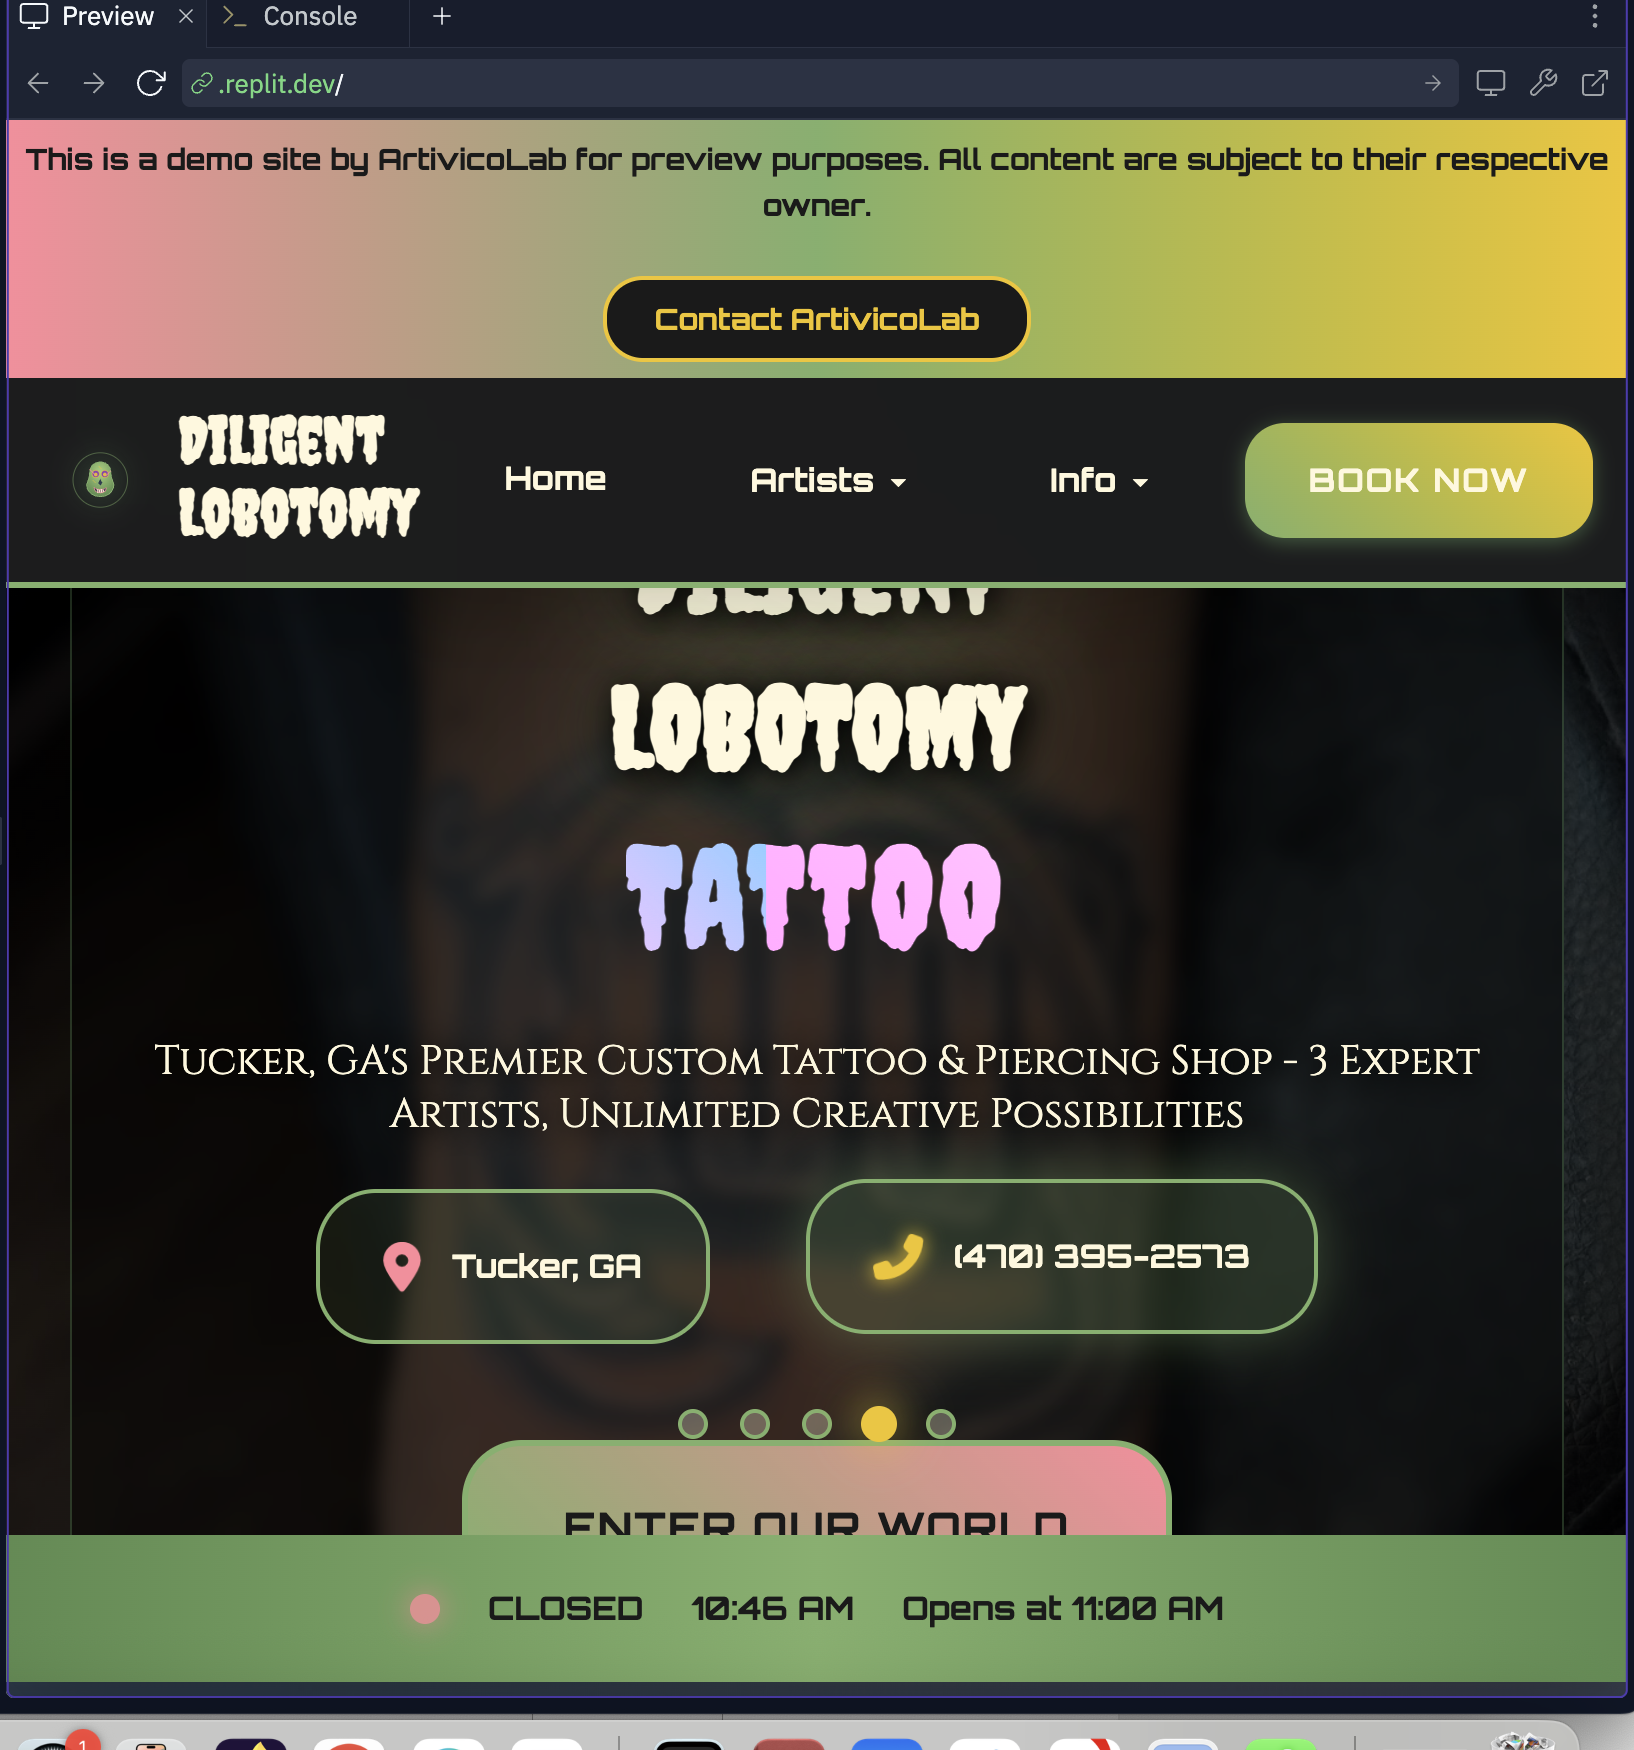 Preview
Console
.replit.dev/
This is a demo site by ArtivicoLab for preview purposes. All content are subject to their respective
owner.
Contact ArtivicoLab
DILIGENT
LOBOTOMY
Home
Artists
Info
BOOK NOW
DILIGENT
LOBOTOMY
TATTOO
Tucker, GA's Premier Custom Tattoo & Piercing Shop - 3 Expert
Artists, Unlimited Creative Possibilities
Tucker, GA
(470) 395-2573
ENTER OUR WORLD
CLOSED 10:46 AM Opens at 11:00 AM
1